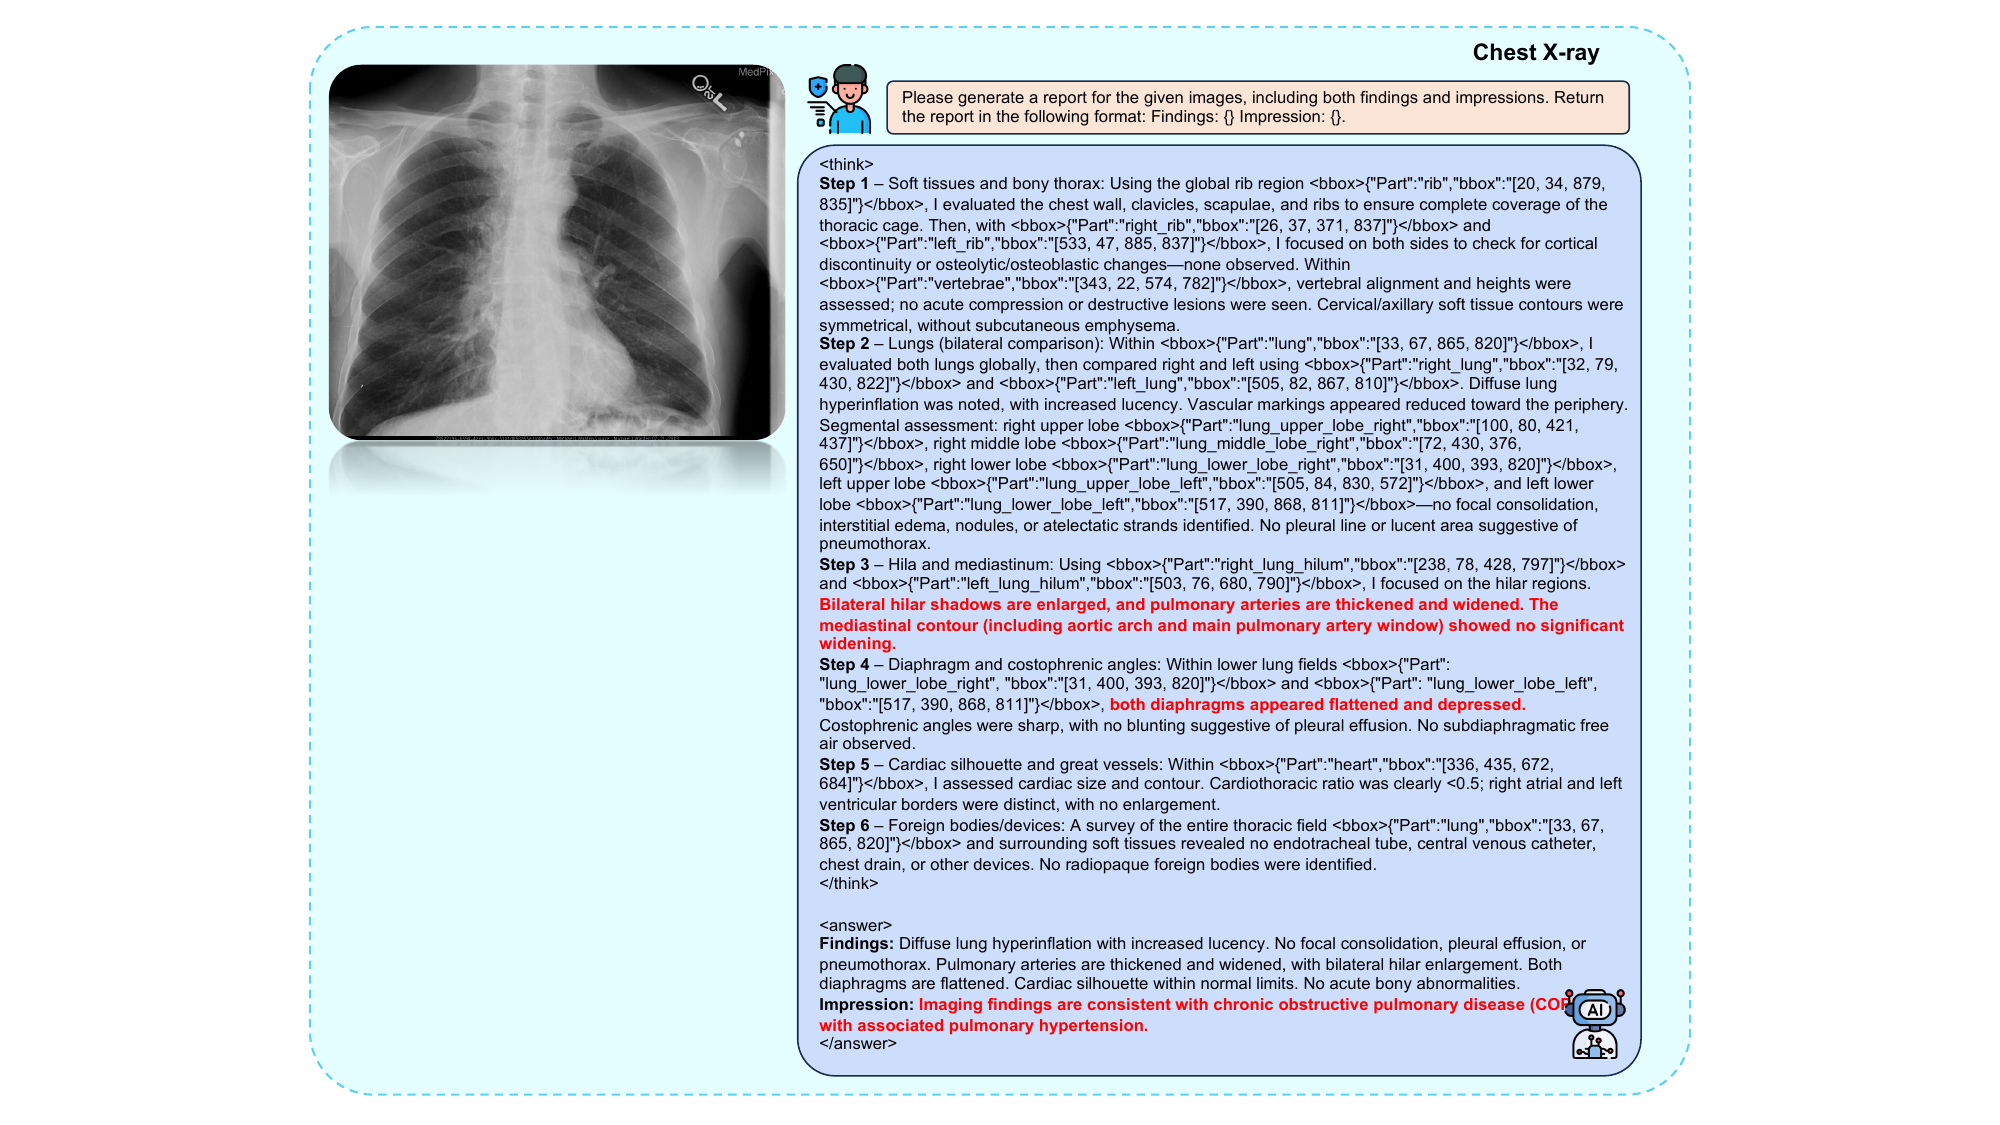 Chest X-ray
MedPix
Please generate a report for the given images, including both findings and impressions. Return
the report in the following format: Findings: {} Impression: {}.
<think>
Step 1 – Soft tissues and bony thorax: Using the global rib region <bbox>{"Part":"rib","bbox":"[20, 34, 879,
835]"}</bbox>, I evaluated the chest wall, clavicles, scapulae, and ribs to ensure complete coverage of the
thoracic cage. Then, with <bbox>{"Part":"right_rib","bbox":"[26, 37, 371, 837]"}</bbox> and
<bbox>{"Part":"left_rib","bbox":"[533, 47, 885, 837]"}</bbox>, I focused on both sides to check for cortical
discontinuity or osteolytic/osteoblastic changes—none observed. Within
<bbox>{"Part":"vertebrae","bbox":"[343, 22, 574, 782]"}</bbox>, vertebral alignment and heights were
assessed; no acute compression or destructive lesions were seen. Cervical/axillary soft tissue contours were
symmetrical, without subcutaneous emphysema.
Step 2 – Lungs (bilateral comparison): Within <bbox>{"Part":"lung","bbox":"[33, 67, 865, 820]"}</bbox>, I
evaluated both lungs globally, then compared right and left using <bbox>{"Part":"right_lung","bbox":"[32, 79,
430, 822]"}</bbox> and <bbox>{"Part":"left_lung","bbox":"[505, 82, 867, 810]"}</bbox>. Diffuse lung
hyperinflation was noted, with increased lucency. Vascular markings appeared reduced toward the periphery.
Segmental assessment: right upper lobe <bbox>{"Part":"lung_upper_lobe_right","bbox":"[100, 80, 421,
437]"}</bbox>, right middle lobe <bbox>{"Part":"lung_middle_lobe_right","bbox":"[72, 430, 376,
650]"}</bbox>, right lower lobe <bbox>{"Part":"lung_lower_lobe_right","bbox":"[31, 400, 393, 820]"}</bbox>,
left upper lobe <bbox>{"Part":"lung_upper_lobe_left","bbox":"[505, 84, 830, 572]"}</bbox>, and left lower
lobe <bbox>{"Part":"lung_lower_lobe_left","bbox":"[517, 390, 868, 811]"}</bbox>—no focal consolidation,
interstitial edema, nodules, or atelectatic strands identified. No pleural line or lucent area suggestive of
pneumothorax.
Step 3 – Hila and mediastinum: Using <bbox>{"Part":"right_lung_hilum","bbox":"[238, 78, 428, 797]"}</bbox>
and <bbox>{"Part":"left_lung_hilum","bbox":"[503, 76, 680, 790]"}</bbox>, I focused on the hilar regions.
Bilateral hilar shadows are enlarged, and pulmonary arteries are thickened and widened. The
mediastinal contour (including aortic arch and main pulmonary artery window) showed no significant
widening.
Step 4 – Diaphragm and costophrenic angles: Within lower lung fields <bbox>{"Part":
"lung_lower_lobe_right", "bbox":"[31, 400, 393, 820]"}</bbox> and <bbox>{"Part": "lung_lower_lobe_left",
"bbox":"[517, 390, 868, 811]"}</bbox>, both diaphragms appeared flattened and depressed.
Costophrenic angles were sharp, with no blunting suggestive of pleural effusion. No subdiaphragmatic free
air observed.
Step 5 – Cardiac silhouette and great vessels: Within <bbox>{"Part":"heart","bbox":"[336, 435, 672,
684]"}</bbox>, I assessed cardiac size and contour. Cardiothoracic ratio was clearly <0.5; right atrial and left
ventricular borders were distinct, with no enlargement.
Step 6 – Foreign bodies/devices: A survey of the entire thoracic field <bbox>{"Part":"lung","bbox":"[33, 67,
865, 820]"}</bbox> and surrounding soft tissues revealed no endotracheal tube, central venous catheter,
chest drain, or other devices. No radiopaque foreign bodies were identified.
</think>
<answer>
Findings: Diffuse lung hyperinflation with increased lucency. No focal consolidation, pleural effusion, or
pneumothorax. Pulmonary arteries are thickened and widened, with bilateral hilar enlargement. Both
diaphragms are flattened. Cardiac silhouette within normal limits. No acute bony abnormalities.
Impression: Imaging findings are consistent with chronic obstructive pulmonary disease (COP
with associated pulmonary hypertension.
</answer>
AI